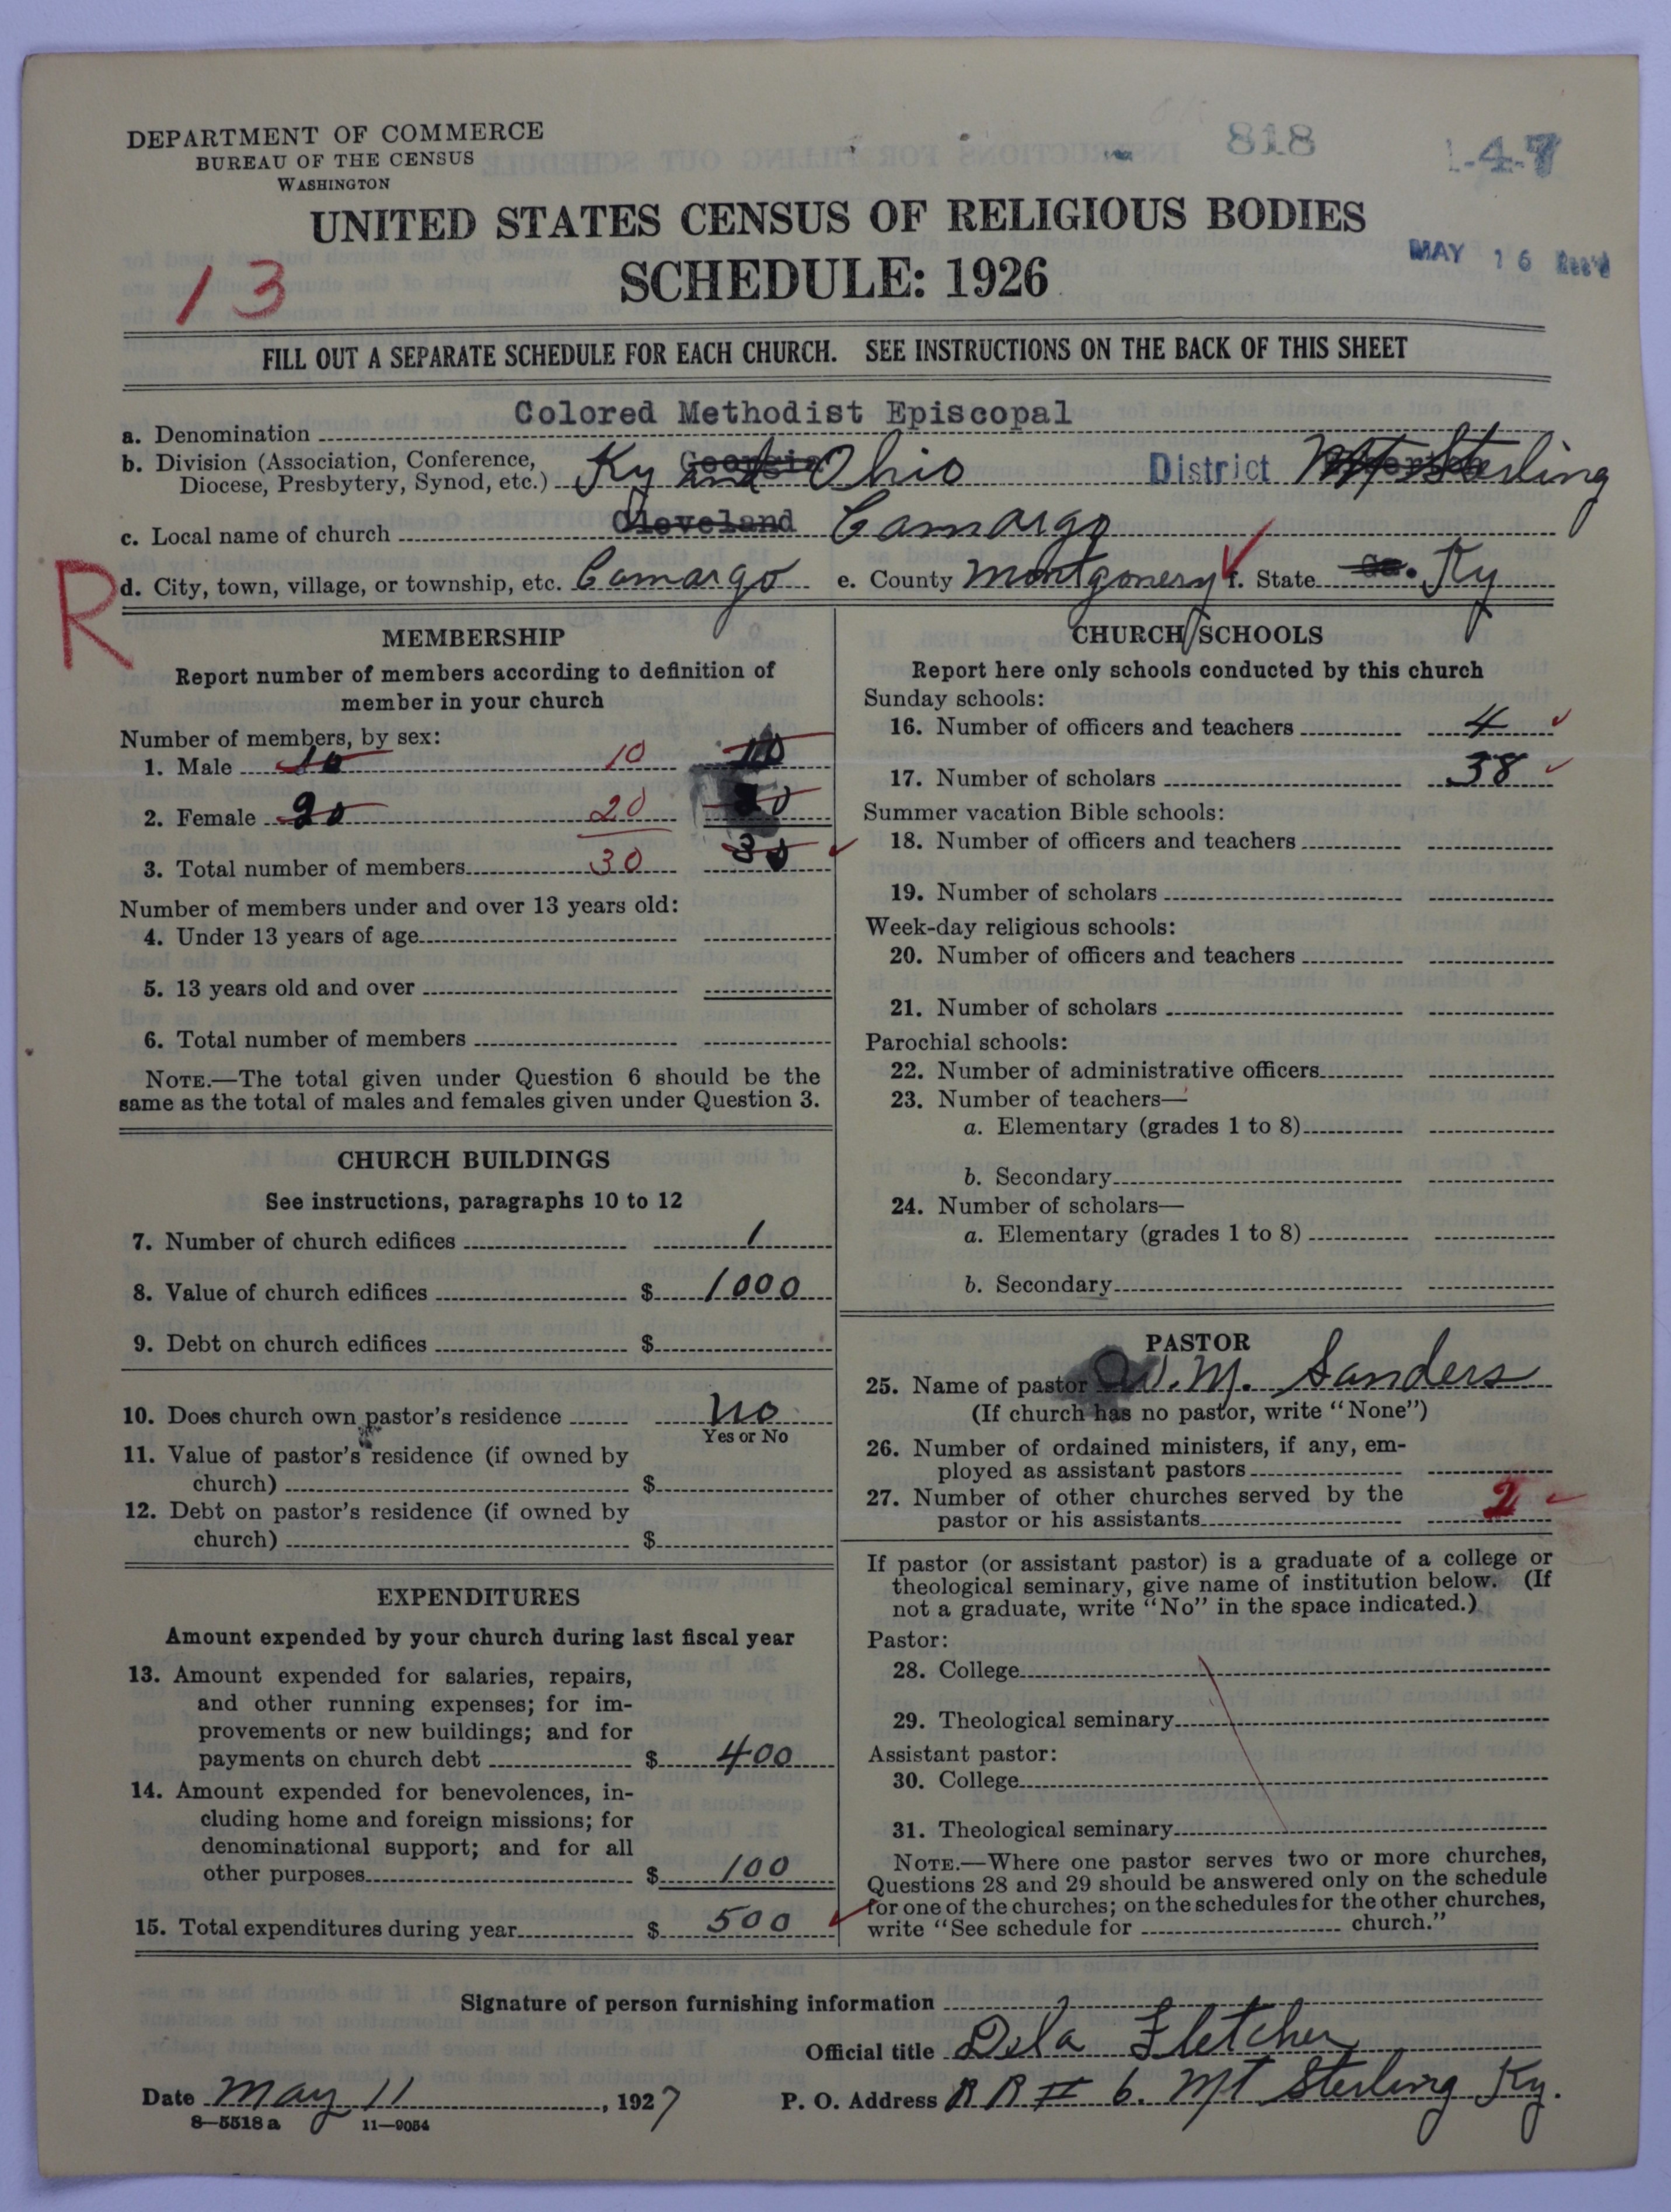 DEPARTMENT OF COMMERCE
BUREAU OF THE CENSUS
WASHINGTON
818
1-4-7
UNITED STATES CENSUS OF RELIGIOUS BODIES
SCHEDULE: 1926
MAY 16 Rec'd
13
FILL OUT A SEPARATE SCHEDULE FOR EACH CHURCH. SEE INSTRUCTIONS ON THE BACK OF THIS SHEET
a. Denomination Colored Methodist Episcopal
b. Division (Association, Conference, Diocese, Presbytery, Synod, etc.) Ky Georgia and Ohio District Mt Sterling
c. Local name of church Cleveland Camargo
R
d. City, town, village, or township, etc. Camargo e. County Montgomery f. State Ga. Ky
MEMBERSHIP
Report number of members according to definition of
member in your church
Number of members, by sex:
1. Male 10 10 10
2. Female 20 20 20
3. Total number of members 30 30
Number of members under and over 13 years old:
4. Under 13 years of age
5. 13 years old and over
6. Total number of members
NOTE.—The total given under Question 6 should be the
same as the total of males and females given under Question 3.
CHURCH BUILDINGS
See instructions, paragraphs 10 to 12
7. Number of church edifices 1
8. Value of church edifices $ 1000
9. Debt on church edifices $
10. Does church own pastor's residence No
Yes or No
11. Value of pastor's residence (if owned by
church) $
12. Debt on pastor's residence (if owned by
church) $
EXPENDITURES
Amount expended by your church during last fiscal year
13. Amount expended for salaries, repairs,
and other running expenses; for im-
provements or new buildings; and for
payments on church debt $ 400
14. Amount expended for benevolences, in-
cluding home and foreign missions; for
denominational support; and for all
other purposes $ 100
15. Total expenditures during year $ 500
CHURCH SCHOOLS
Report here only schools conducted by this church
Sunday schools:
16. Number of officers and teachers 4
17. Number of scholars 38
Summer vacation Bible schools:
18. Number of officers and teachers
19. Number of scholars
Week-day religious schools:
20. Number of officers and teachers
21. Number of scholars
Parochial schools:
22. Number of administrative officers
23. Number of teachers—
a. Elementary (grades 1 to 8)
b. Secondary
24. Number of scholars—
a. Elementary (grades 1 to 8)
b. Secondary
PASTOR
25. Name of pastor W. M. Sanders
(If church has no pastor, write "None")
26. Number of ordained ministers, if any, em-
ployed as assistant pastors
27. Number of other churches served by the
pastor or his assistants 2
If pastor (or assistant pastor) is a graduate of a college or
theological seminary, give name of institution below. (If
not a graduate, write "No" in the space indicated.)
Pastor:
28. College
29. Theological seminary
Assistant pastor:
30. College
31. Theological seminary
NOTE.—Where one pastor serves two or more churches,
Questions 28 and 29 should be answered only on the schedule
for one of the churches; on the schedules for the other churches,
write "See schedule for church."
Signature of person furnishing information
Official title Dela Fletcher
Date May 11, 1927 P. O. Address R R # 6. Mt Sterling Ky.
8—5518a 11—9054